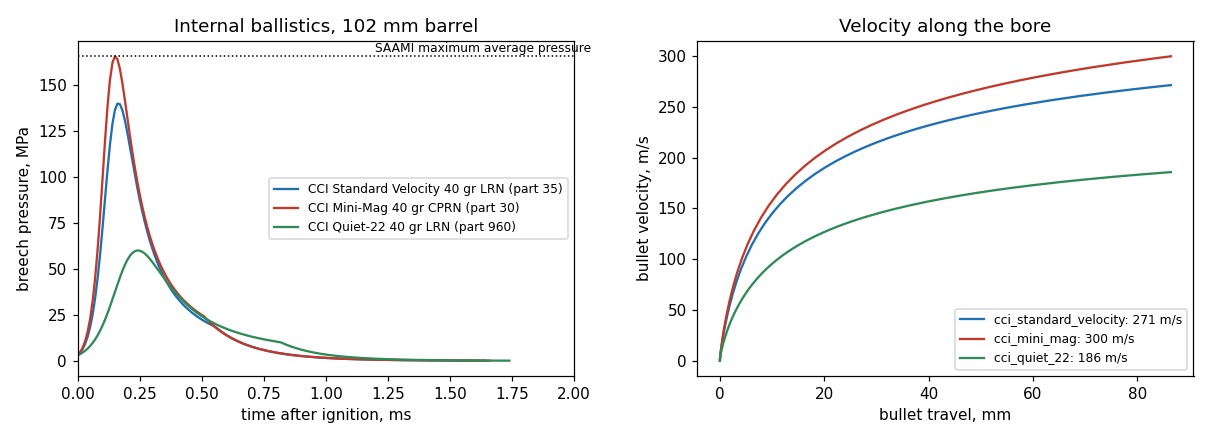 Internal ballistics, 102 mm barrel
SAAMI maximum average pressure
breech pressure, MPa
150
125
100
75
50
25
0
CCI Standard Velocity 40 gr LRN (part 35)
CCI Mini-Mag 40 gr CPRN (part 30)
CCI Quiet-22 40 gr LRN (part 960)
0.00 0.25 0.50 0.75 1.00 1.25 1.50 1.75 2.00
time after ignition, ms
Velocity along the bore
bullet velocity, m/s
300
250
200
150
100
50
0
cci_standard_velocity: 271 m/s
cci_mini_mag: 300 m/s
cci_quiet_22: 186 m/s
0 20 40 60 80
bullet travel, mm